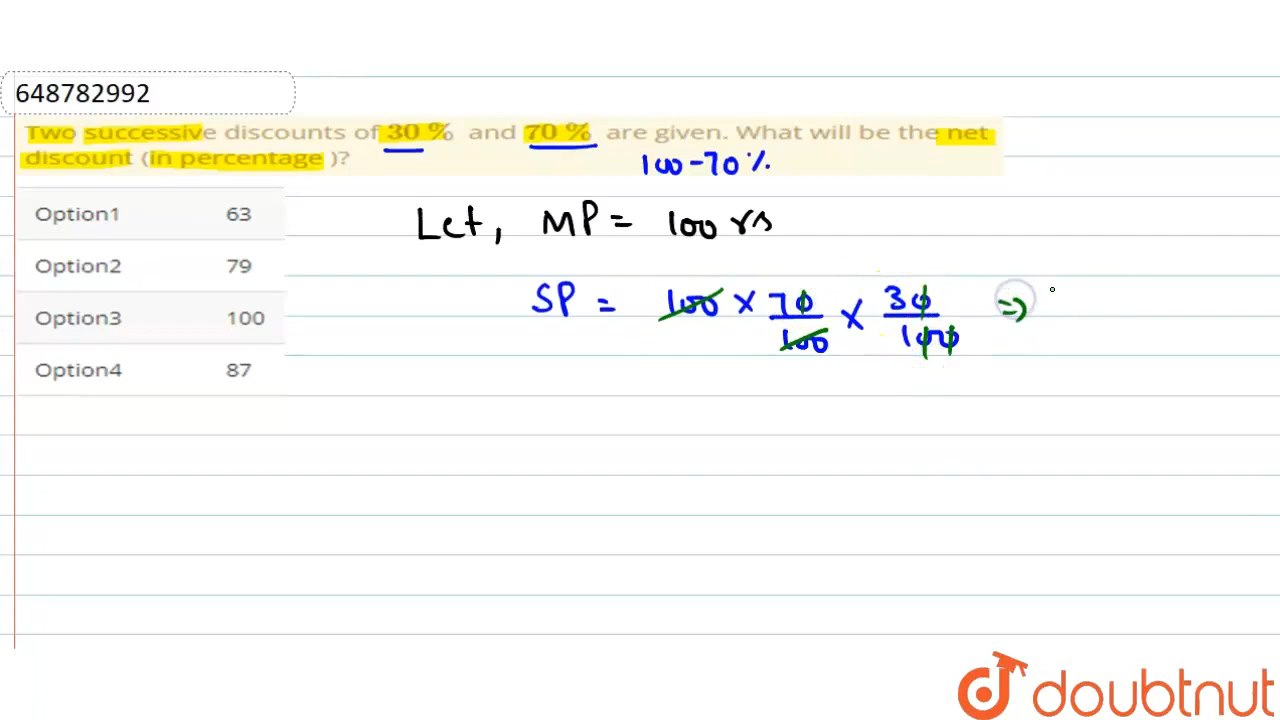 648782992
Two successive discounts of 30 % and 70 % are given. What will be the net
discount (in percentage )?
100-70%
Option1 63
Option2 79
Option3 100
Option4 87
Let, MP = 100 rs
SP = 100 × 70/100 × 30/100 =>
doubtnut